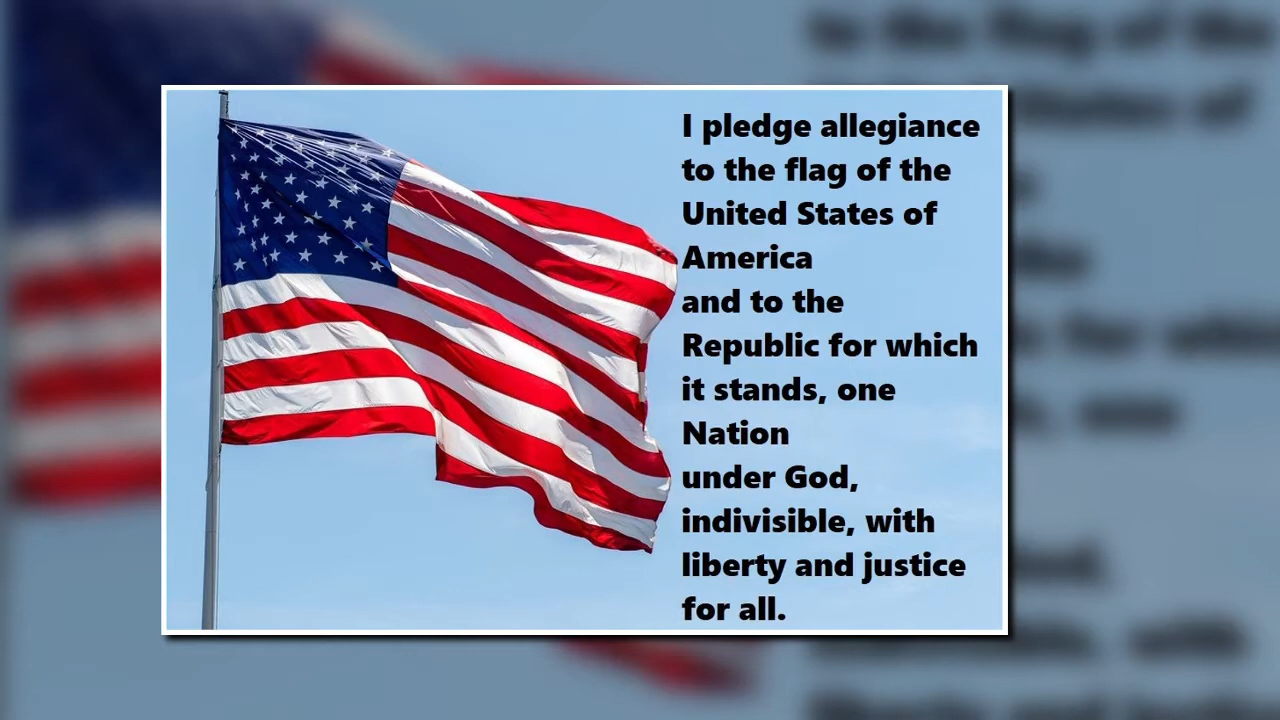 I pledge allegiance
to the flag of the
United States of
America
and to the
Republic for which
it stands, one
Nation
under God,
indivisible, with
liberty and justice
for all.